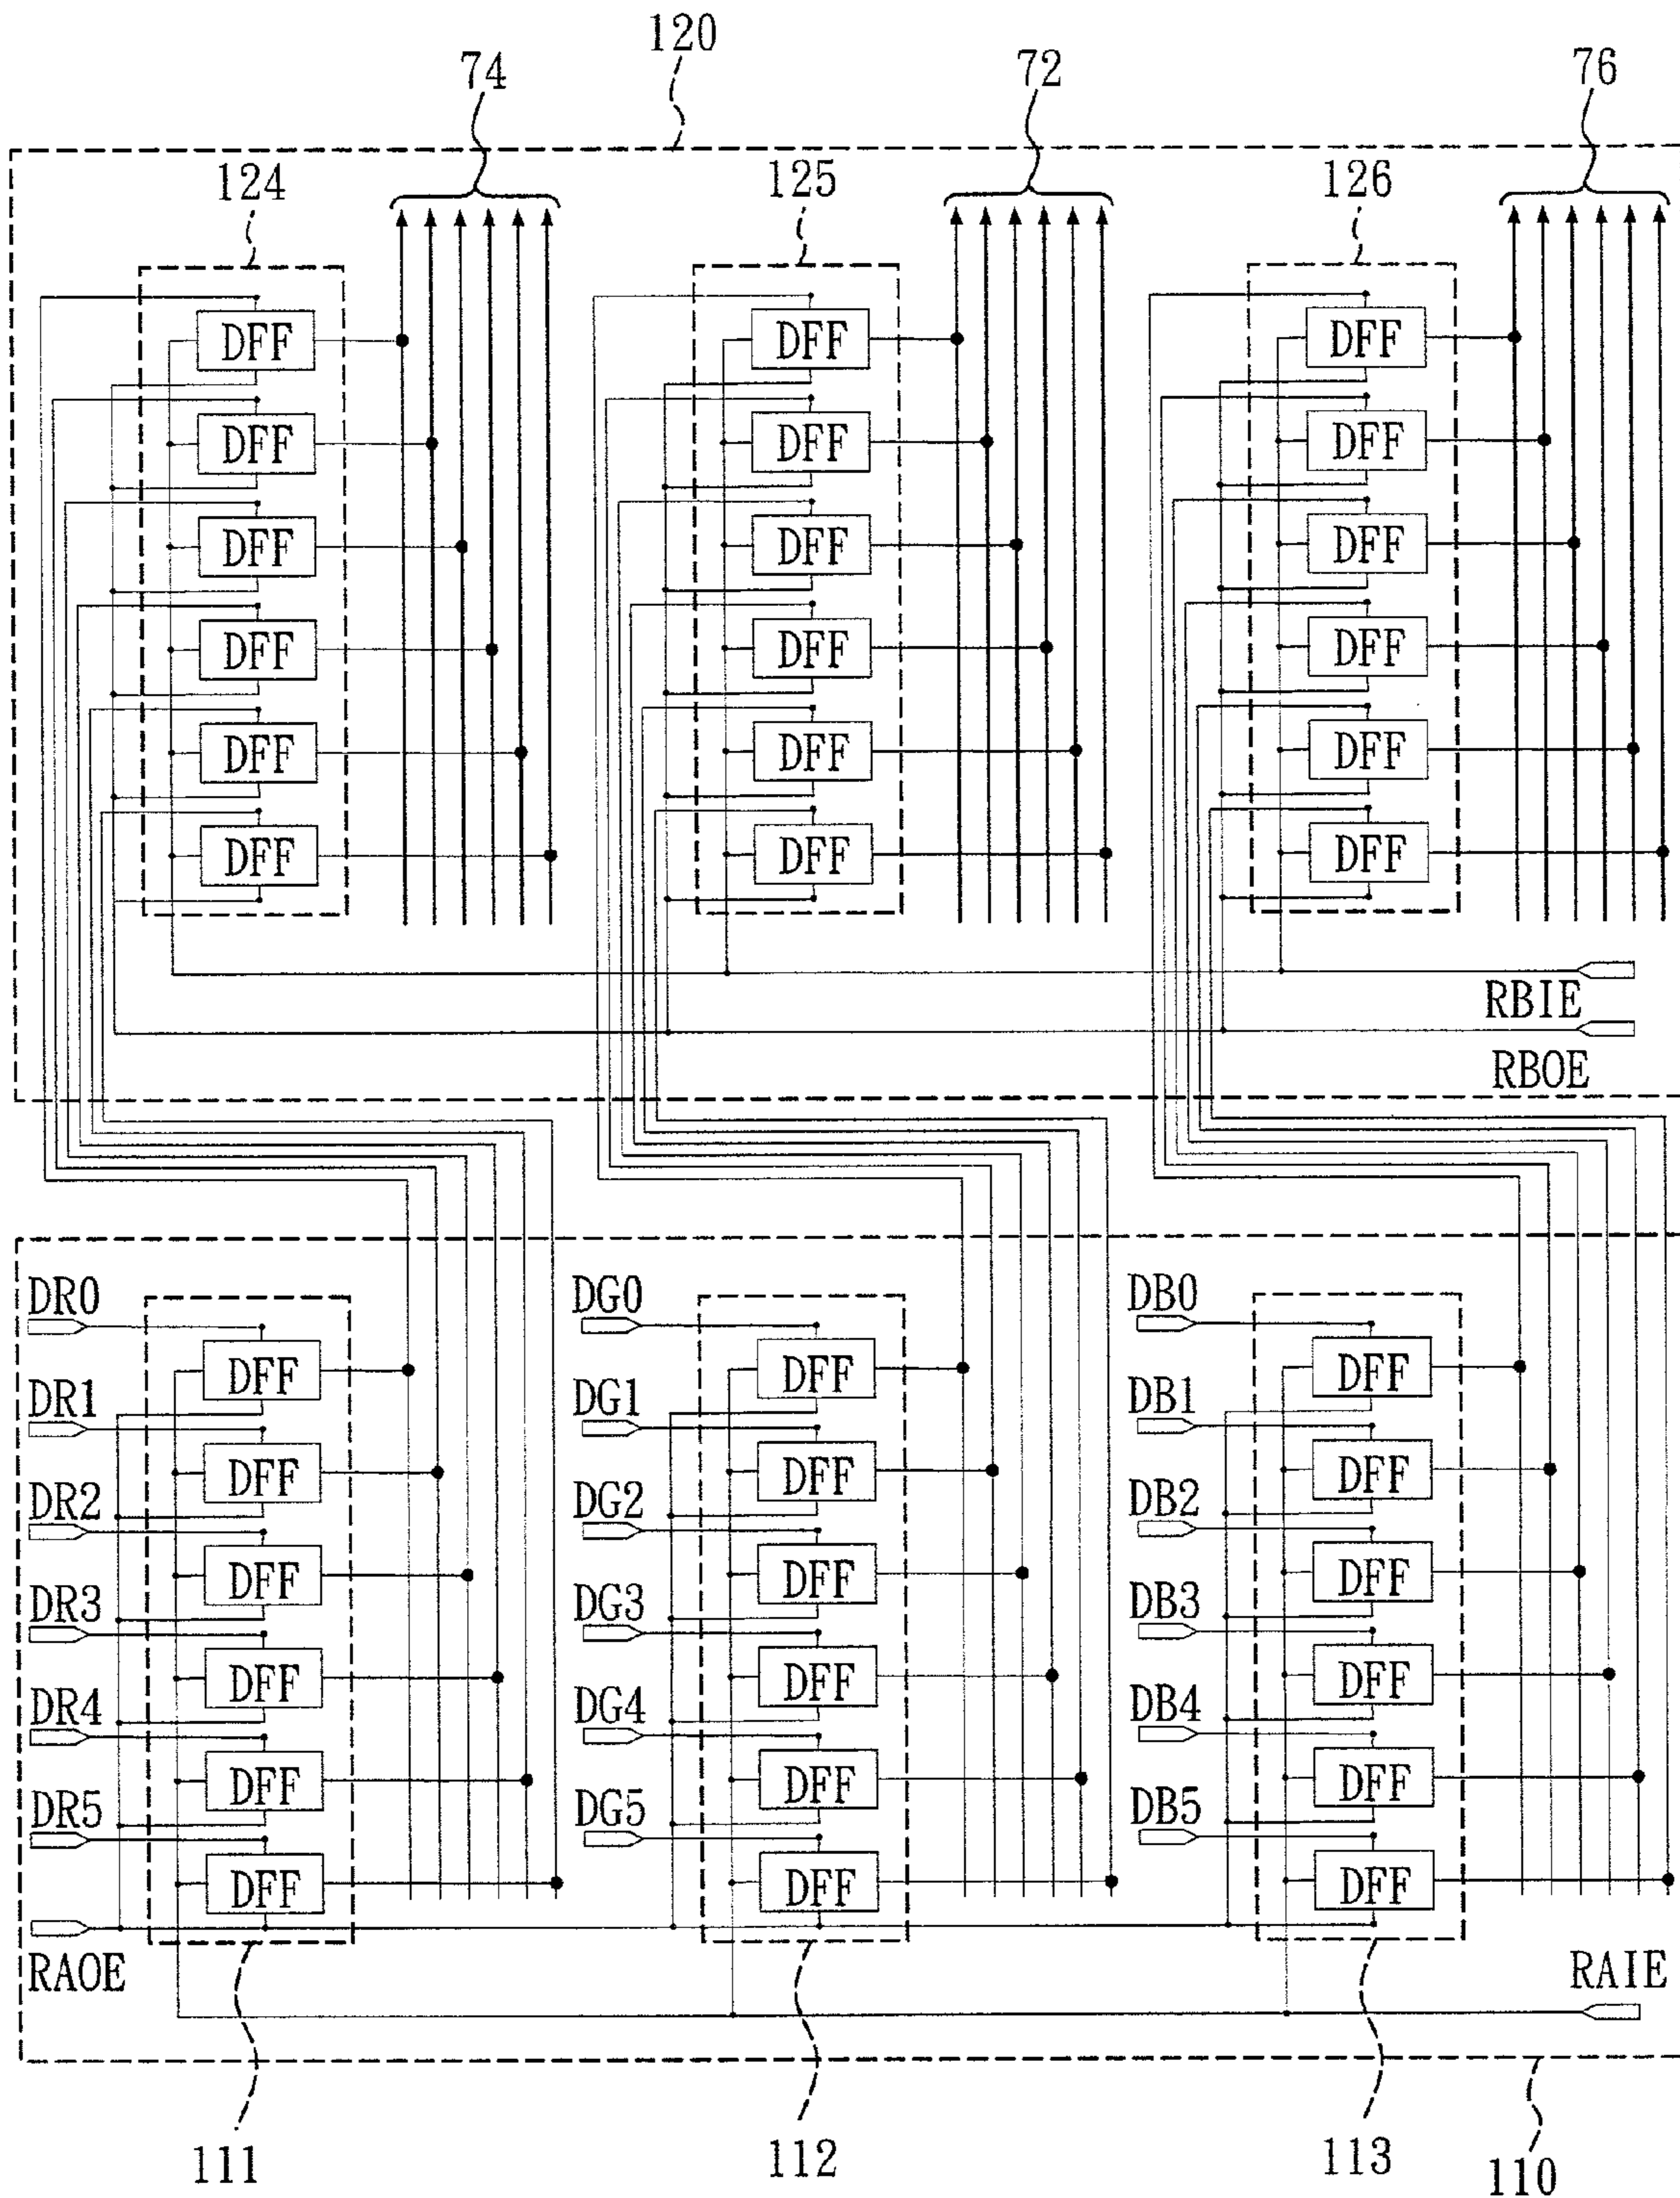 120
74 72 76
124 125 126
DFF DFF DFF
DFF DFF DFF
DFF DFF DFF
DFF DFF DFF
DFF DFF DFF
DFF DFF DFF
RBIE
RBOE
DR0 DG0 DB0
DFF DFF DFF
DR1 DG1 DB1
DFF DFF DFF
DR2 DG2 DB2
DFF DFF DFF
DR3 DG3 DB3
DFF DFF DFF
DR4 DG4 DB4
DFF DFF DFF
DR5 DG5 DB5
DFF DFF DFF
RAOE RAIE
111 112 113 110